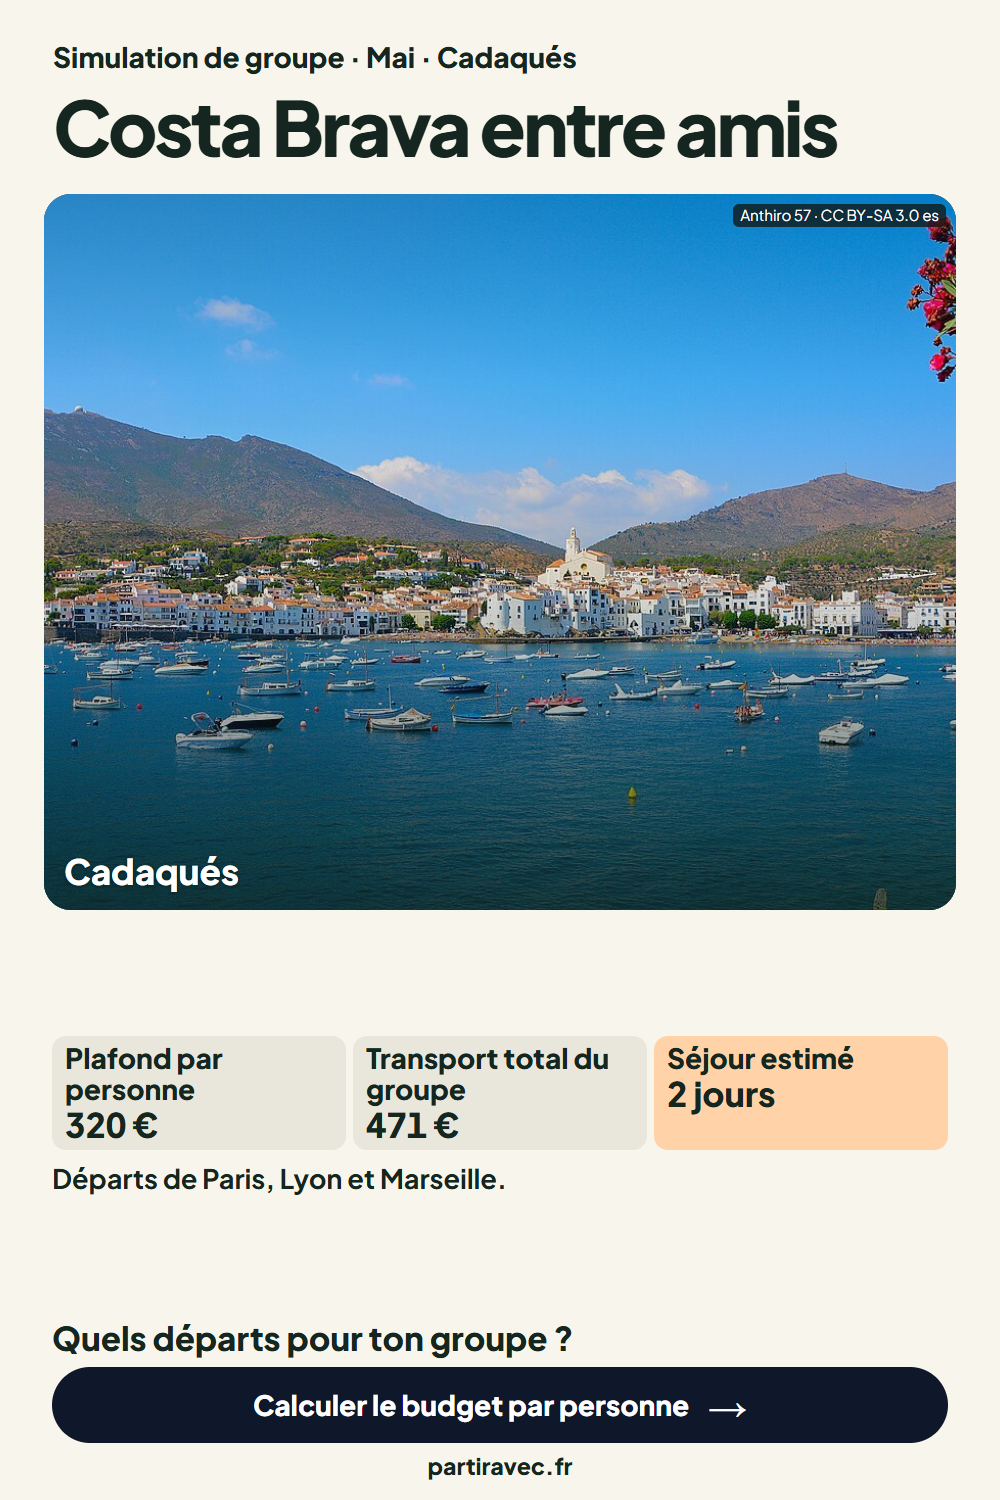 Simulation de groupe · Mai · Cadaqués
Costa Brava entre amis
Anthiro 57 · CC BY-SA 3.0 es
Cadaqués
Plafond par
personne
320 €
Transport total du
groupe
471 €
Séjour estimé
2 jours
Départs de Paris, Lyon et Marseille.
Quels départs pour ton groupe ?
Calculer le budget par personne →
partiravec.fr